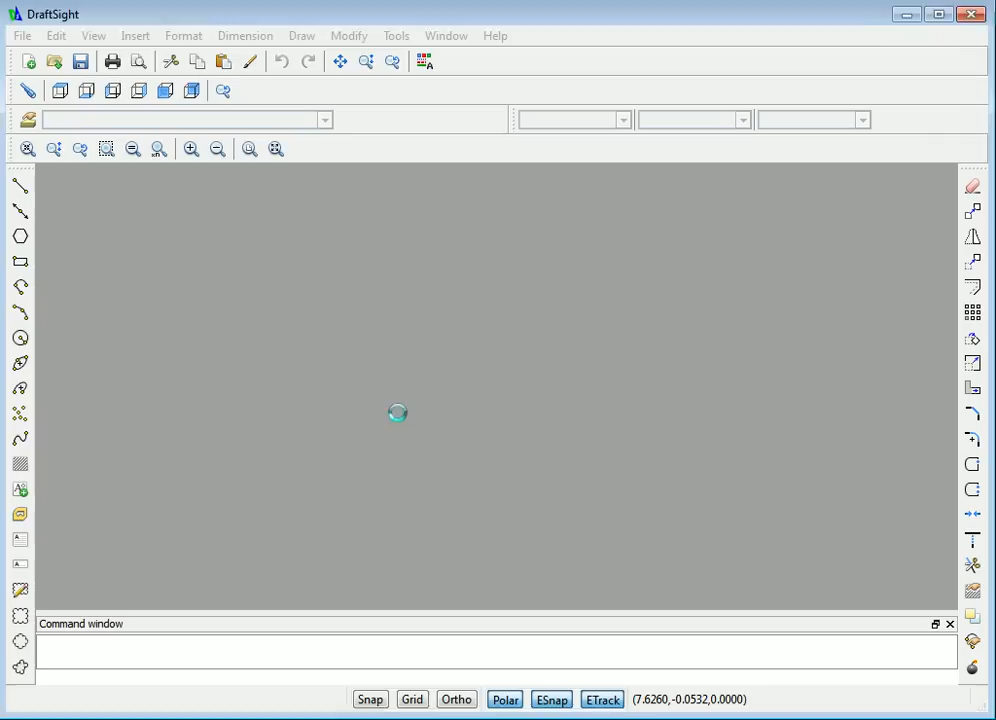 DraftSight
File Edit View Insert Format Dimension Draw Modify Tools Window Help
Command window
Snap Grid Ortho Polar ESnap ETrack (7.6260,-0.0532,0.0000)